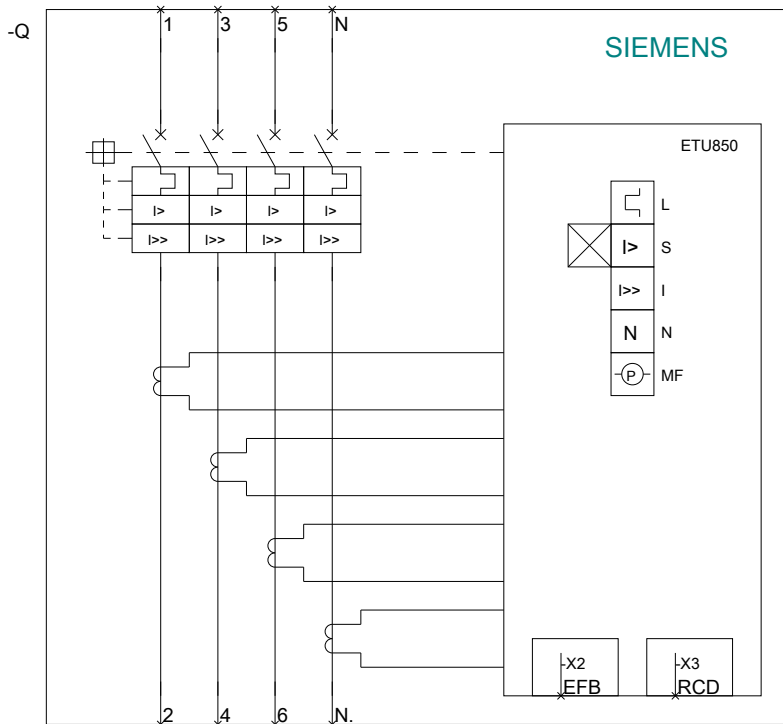 -Q
1 3 5 N
SIEMENS
ETU850
I> I> I> I>
I>> I>> I>> I>>
L
I> S
I>> I
N N
P MF
-X2 -X3
EFB RCD
2 4 6 N.